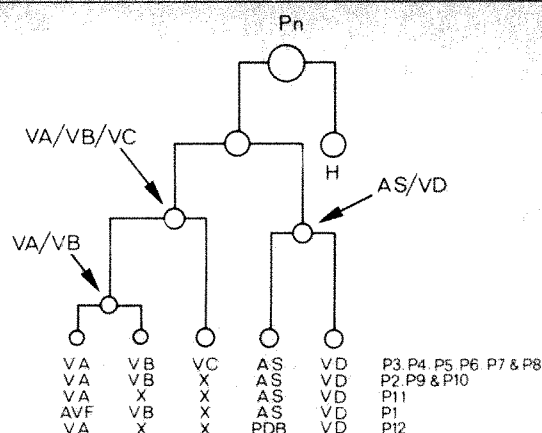 Pn
VA/VB/VC
H
AS/VD
VA/VB
VA VB VC AS VD P3. P4. P5. P6. P7 & P8
VA VB X AS VD P2. P9 & P10
VA X X AS VD P11
AVF VB X AS VD P1
VA X X PDB VD P12